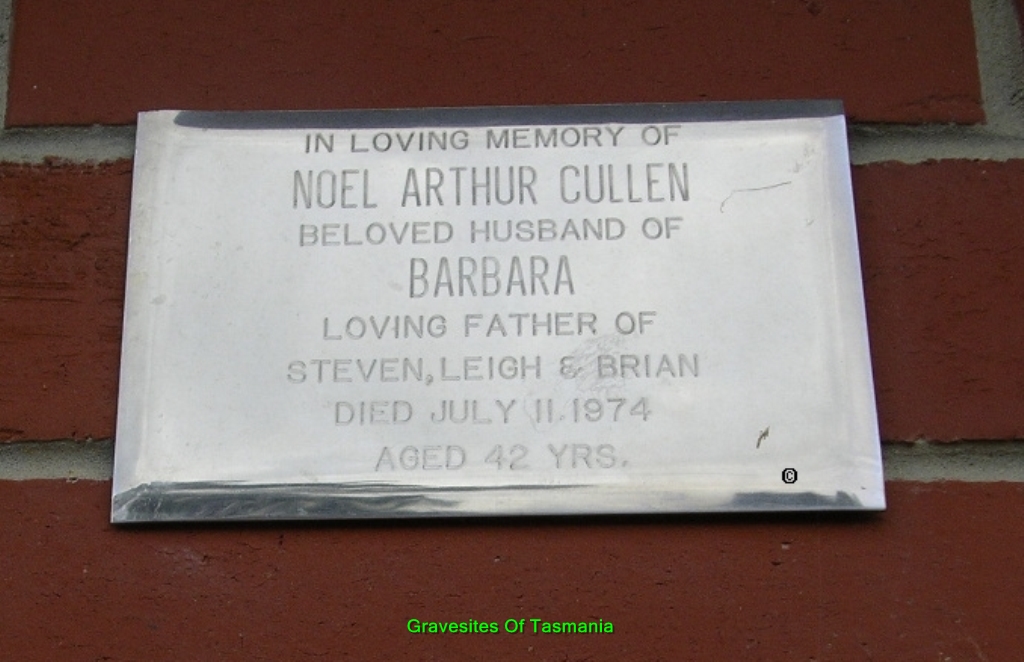 IN LOVING MEMORY OF
NOEL ARTHUR CULLEN
BELOVED HUSBAND OF
BARBARA
LOVING FATHER OF
STEVEN, LEIGH & BRIAN
DIED JULY 11. 1974
AGED 42 YRS.
©
Gravesites Of Tasmania